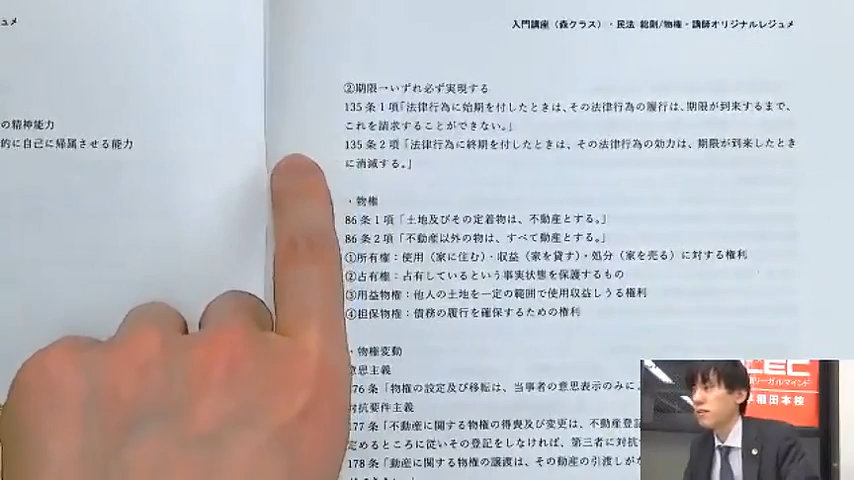 入門講座（森クラス）・民法 総則/物権・講師オリジナルレジュメ
の精神能力
的に自己に帰属させる能力
②期限→いずれ必ず実現する
135条1項「法律行為に始期を付したときは、その法律行為の履行は、期限が到来するまで、
これを請求することができない。」
135条2項「法律行為に終期を付したときは、その法律行為の効力は、期限が到来したとき
に消滅する。」
・物権
86条1項「土地及びその定着物は、不動産とする。」
86条2項「不動産以外の物は、すべて動産とする。」
①所有権：使用（家に住む）・収益（家を貸す）・処分（家を売る）に対する権利
②占有権：占有しているという事実状態を保護するもの
③用益物権：他人の土地を一定の範囲で使用収益しうる権利
④担保物権：債務の履行を確保するための権利
・物権変動
意思主義
176条「物権の設定及び移転は、当事者の意思表示のみに
対抗要件主義
177条「不動産に関する物権の得喪及び変更は、不動産登
定めるところに従いその登記をしなければ、第三者に対抗
178条「動産に関する物権の譲渡は、その動産の引渡しが
リーガルマインド
早稲田本校